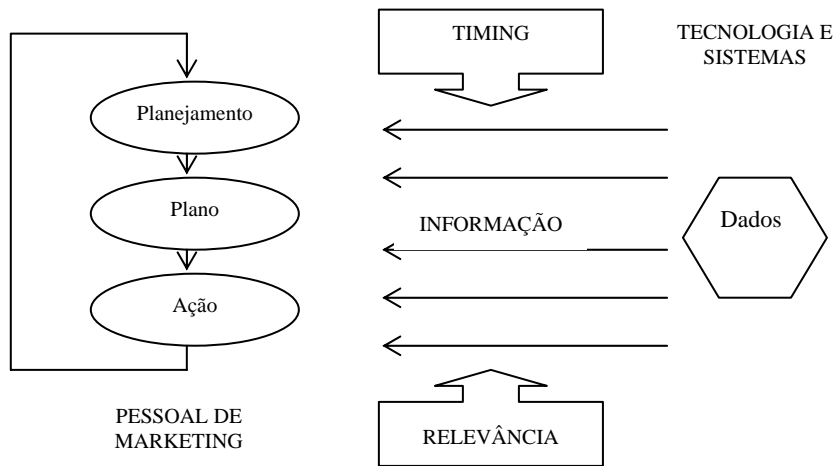 TIMING
TECNOLOGIA E
SISTEMAS
Planejamento
Plano
INFORMAÇÃO
Dados
Ação
PESSOAL DE
MARKETING
RELEVÂNCIA